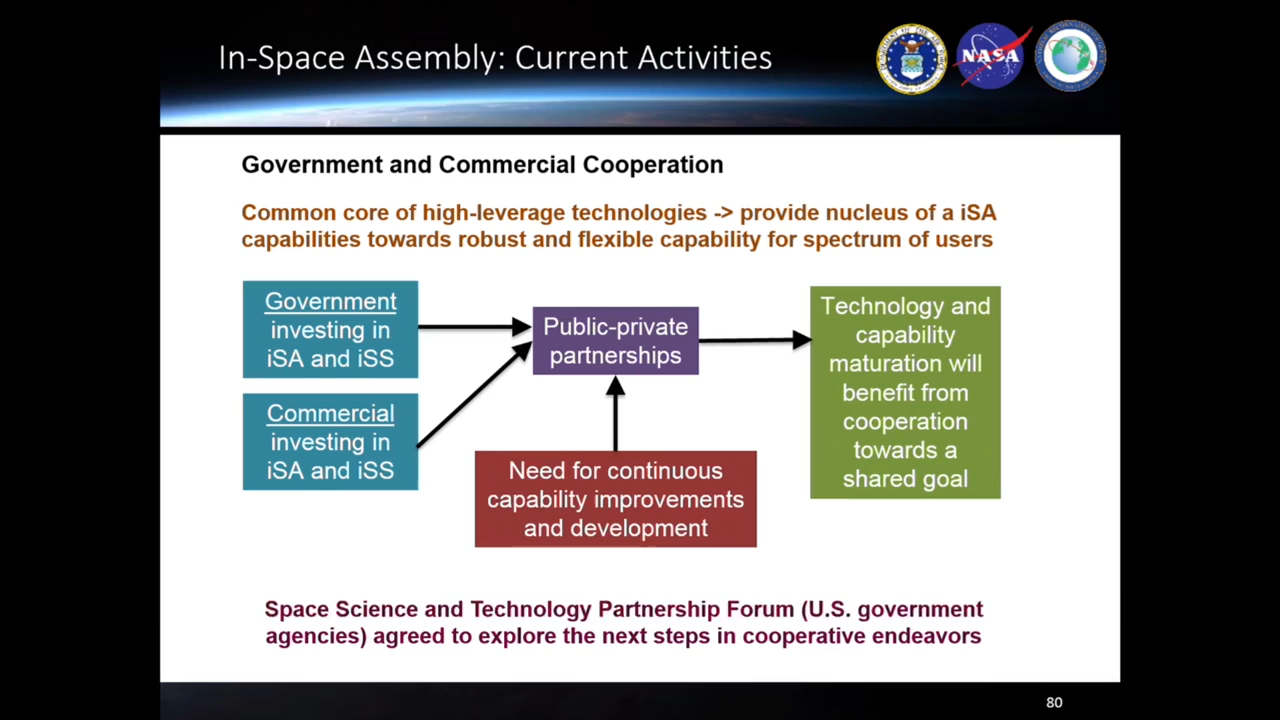 In-Space Assembly: Current Activities
NASA
Government and Commercial Cooperation
Common core of high-leverage technologies -> provide nucleus of a iSA
capabilities towards robust and flexible capability for spectrum of users
Government
investing in
iSA and iSS
Commercial
investing in
iSA and iSS
Public-private
partnerships
Need for continuous
capability improvements
and development
Technology and
capability
maturation will
benefit from
cooperation
towards a
shared goal
Space Science and Technology Partnership Forum (U.S. government
agencies) agreed to explore the next steps in cooperative endeavors
80